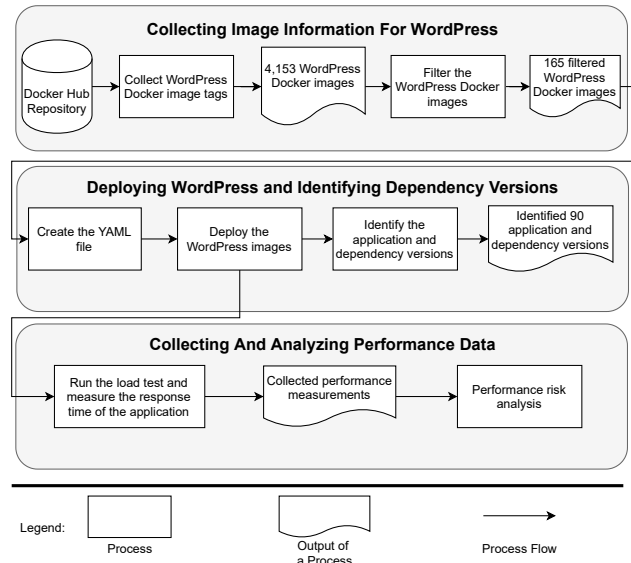 Collecting Image Information For WordPress
Docker Hub
Repository
Collect WordPress
Docker image tags
4,153 WordPress
Docker images
Filter the
WordPress Docker
images
165 filtered
WordPress
Docker images
Deploying WordPress and Identifying Dependency Versions
Create the YAML
file
Deploy the
WordPress images
Identify the
application and
dependency versions
Identified 90
application and
dependency versions
Collecting And Analyzing Performance Data
Run the load test and
measure the response
time of the application
Collected performance
measurements
Performance risk
analysis
Legend:
Process
Output of
a Process
Process Flow